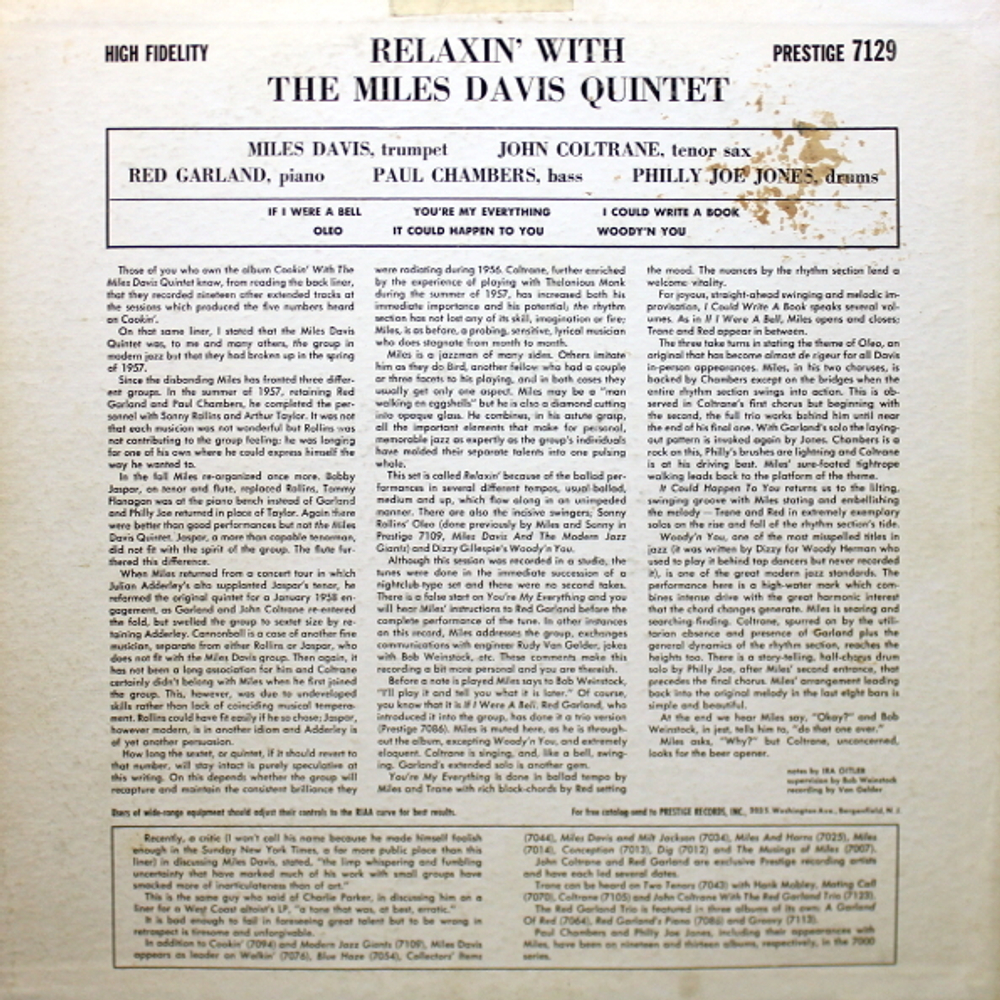 HIGH FIDELITY
RELAXIN' WITH
THE MILES DAVIS QUINTET
PRESTIGE 7129
MILES DAVIS, trumpet JOHN COLTRANE, tenor sax
RED GARLAND, piano PAUL CHAMBERS, bass PHILLY JOE JONES, drums
IF I WERE A BELL YOU'RE MY EVERYTHING I COULD WRITE A BOOK
OLEO IT COULD HAPPEN TO YOU WOODY'N YOU
Those of you who own the album Cookin' With The
Miles Davis Quintet know, from reading the back liner,
that they recorded nineteen other extended tracks at
the sessions which produced the five numbers heard
on Cookin'.
On that same liner, I stated that the Miles Davis
Quintet was, to me and many others, the group in
modern jazz but that they had broken up in the spring
of 1957.
Since the disbanding Miles has fronted three differ-
ent groups. In the summer of 1957, retaining Red
Garland and Paul Chambers, he completed the per-
sonnel with Sonny Rollins and Arthur Taylor. It was not
that each musician was not wonderful but Rollins was
not contributing to the group feeling; he was longing
for one of his own where he could express himself the
way he wanted to.
In the fall Miles re-organized once more. Bobby
Jaspar, on tenor and flute, replaced Rollins, Tommy
Flanagan was at the piano bench instead of Garland
and Philly Joe returned in place of Taylor. Again there
were better than good performances but not the Miles
Davis Quintet. Jaspar, a more than capable tenorman,
did not fit with the spirit of the group. The flute fur-
thered this difference.
When Miles returned from a concert tour in which
Julian Adderley's alto supplanted Jaspar's tenor, he
reformed the original quintet for a January 1958 en-
gagement, as Garland and John Coltrane re-entered
the fold, but swelled the group to sextet size by re-
taining Adderley. Cannonball is a case of another fine
musician, separate from either Rollins or Jaspar, who
does not fit with the Miles Davis group. Then again, it
has not been a long association for him and Coltrane
certainly didn't belong with Miles when he first joined
the group. This, however, was due to undeveloped
skills rather than lack of coinciding musical tempera-
ment. Rollins could have fit easily if he so chose; Jaspar,
however modern, is in another idiom and Adderley is
of yet another persuasion.
How long the sextet, or quintet, if it should revert to
that number, will stay intact is purely speculative at
this writing. On this depends whether the group will
recapture and maintain the consistent brilliance they
were radiating during 1956. Coltrane, further enriched
by the experience of playing with Thelonious Monk
during the summer of 1957, has increased both his
immediate importance and his potential; the rhythm
section has not lost any of its skill, imagination or fire;
Miles, is as before, a probing, sensitive, lyrical musician
who does stagnate from month to month.
Miles is a jazzman of many sides. Others imitate
him as they do Bird, another fellow who had a couple
or three facets to his playing, and in both cases they
usually get only one aspect. Miles may be a "man
walking on eggshells" but he is also a diamond cutting
into opaque glass. He combines, in his astute grasp,
all the important elements that make for personal,
memorable jazz as expertly as the group's individuals
have molded their separate talents into one pulsing
whole.
This set is called Relaxin' because of the ballad per-
formances in several different tempos, usual-ballad,
medium and up, which flow along in an unimpeded
manner. There are also the incisive swingers; Sonny
Rollins' Oleo (done previously by Miles and Sonny in
Prestige 7109, Miles Davis And The Modern Jazz
Giants) and Dizzy Gillespie's Woody'n You.
Although this session was recorded in a studio, the
tunes were done in the immediate succession of a
nightclub-type set and there were no second takes.
There is a false start on You're My Everything and you
will hear Miles' instructions to Red Garland before the
complete performance of the tune. In other instances
on this record, Miles addresses the group, exchanges
communications with engineer Rudy Van Gelder, jokes
with Bob Weinstock, etc. These comments make this
recording a bit more personal and you are thereish.
Before a note is played Miles says to Bob Weinstock,
"I'll play it and tell you what it is later." Of course,
you know that it is If I Were A Bell. Red Garland, who
introduced it into the group, has done it a trio version
(Prestige 7086). Miles is muted here, as he is through-
out the album, excepting Woody'n You, and extremely
eloquent. Coltrane is singing, and, like a bell, swing-
ing. Garland's extended solo is another gem.
You're My Everything is done in ballad tempo by
Miles and Trane with rich block-chords by Red setting
the mood. The nuances by the rhythm section lend a
welcome vitality.
For joyous, straight-ahead swinging and melodic im-
provisation, I Could Write A Book speaks several vol-
umes. As in If I Were A Bell, Miles opens and closes;
Trane and Red appear in between.
The three take turns in stating the theme of Oleo, an
original that has become almost de rigeur for all Davis
in-person appearances. Miles, in his two choruses, is
backed by Chambers except on the bridges when the
entire rhythm section swings into action. This is ob-
served in Coltrane's first chorus but beginning with
the second, the full trio works behind him until near
the end of his final one. With Garland's solo the laying-
out pattern is invoked again by Jones. Chambers is a
rock on this, Philly's brushes are lightning and Coltrane
is at his driving best. Miles' sure-footed tightrope
walking leads back to the platform of the theme.
It Could Happen To You returns us to the lilting,
swinging groove with Miles stating and embellishing
the melody — Trane and Red in extremely exemplary
solos on the rise and fall of the rhythm section's tide.
Woody'n You, one of the most misspelled titles in
jazz (it was written by Dizzy for Woody Herman who
used to play it behind tap dancers but never recorded
it), is one of the great modern jazz standards. The
performance here is a high-water mark which com-
bines intense drive with the great harmonic interest
that the chord changes generate. Miles is searing and
searching finding. Coltrane, spurred on by the utili-
tarian absence and presence of Garland plus the
general dynamics of the rhythm section, reaches the
heights too. There is a story-telling, half-chorus drum
solo by Philly Joe, after Miles' second entrance, that
precedes the final chorus. Miles' arrangement leading
back into the original melody in the last eight bars is
simple and beautiful.
At the end we hear Miles say, "Okay?" and Bob
Weinstock, in jest, tells him to, "do that one over."
Miles asks, "Why?" but Coltrane, unconcerned,
looks for the beer opener.
notes by IRA GITLER
supervision by Bob Weinstock
recording by Van Gelder
Users of wide-range equipment should adjust their controls to the RIAA curve for best results.
For free catalog send to PRESTIGE RECORDS, INC., 203 S. Washington Ave., Bergenfield, N. J.
Recently, a critic (I won't call his name because he made himself foolish
enough in the Sunday New York Times, a far more public place than this
liner) in discussing Miles Davis, stated, "the limp whispering and fumbling
uncertainty that have marked much of his work with small groups have
smacked more of inarticulateness than of art."
This is the same guy who said of Charlie Parker, in discussing him on a
liner for a West Coast altoist's LP, "a tone that was, at best, erratic."
It is bad enough to fail in foreseeing great talent but to be wrong in
retrospect is tiresome and unforgivable.
In addition to Cookin' (7094) and Modern Jazz Giants (7109), Miles Davis
appears as leader on Walkin' (7076), Blue Haze (7054), Collectors' Items
(7044), Miles Davis and Milt Jackson (7034), Miles And Horns (7025), Miles
(7014), Conception (7013), Dig (7012) and The Musings of Miles (7007).
John Coltrane and Red Garland are exclusive Prestige recording artists
and have each led several dates.
Trane can be heard on Two Tenors (7043) with Hank Mobley, Mating Call
(7070), Coltrane (7105) and John Coltrane With The Red Garland Trio (7123).
The Red Garland Trio is featured in three albums of its own: A Garland
Of Red (7064), Red Garland's Piano (7086) and Groovy (7113).
Paul Chambers and Philly Joe Jones, including their appearances with
Miles, have been on nineteen and thirteen albums, respectively, in the 7000
series.